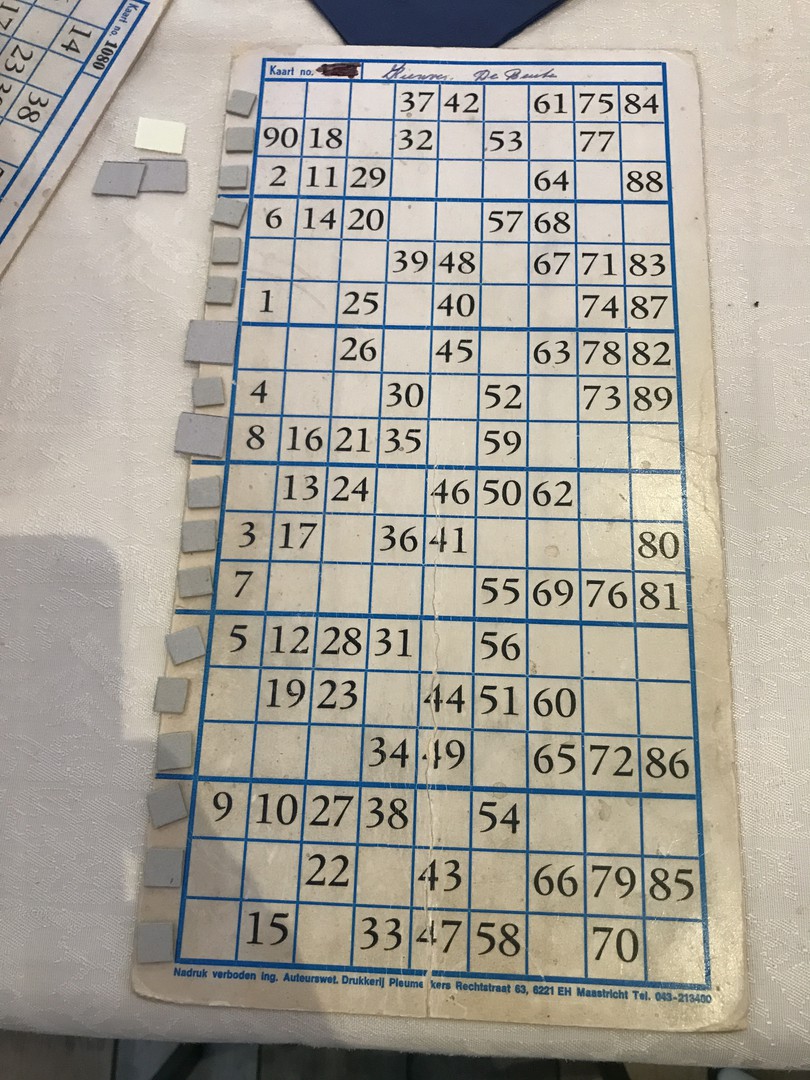 Kaart no. 1080
14
23
38
Kaart no.
37 42 61 75 84
90 18 32 53 77
2 11 29 64 88
6 14 20 57 68
39 48 67 71 83
1 25 40 74 87
26 45 63 78 82
4 30 52 73 89
8 16 21 35 59
13 24 46 50 62
3 17 36 41 80
7 55 69 76 81
5 12 28 31 56
19 23 44 51 60
34 49 65 72 86
9 10 27 38 54
22 43 66 79 85
15 33 47 58 70
Nadruk verboden ing. Auteurswet. Drukkerij Pleumekers Rechtstraat 63, 6221 EH Maastricht Tel. 043-213400